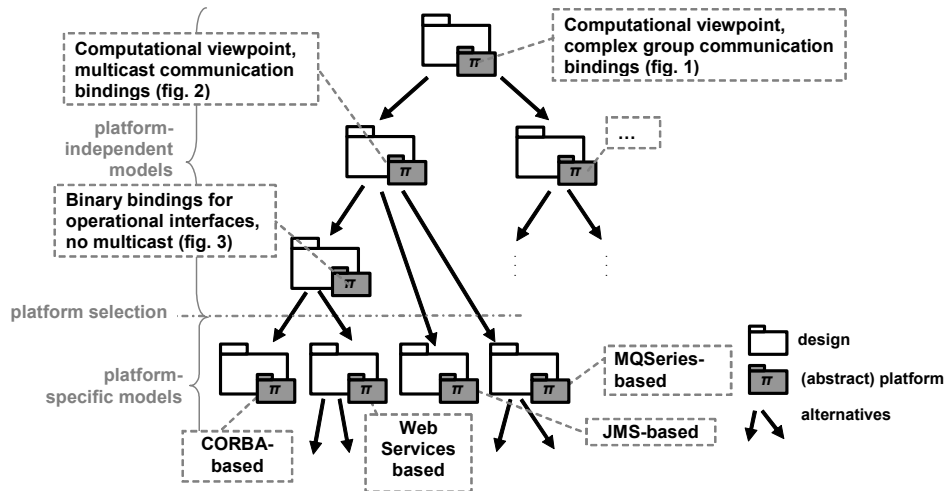 Computational viewpoint,
multicast communication
bindings (fig. 2)
π
Computational viewpoint,
complex group communication
bindings (fig. 1)
platform-
independent
models
π
π
...
Binary bindings for
operational interfaces,
no multicast (fig. 3)
π
platform selection
platform-
specific models
π
π
π
π
MQSeries-
based
CORBA-
based
Web
Services
based
JMS-based
design
π
(abstract) platform
alternatives